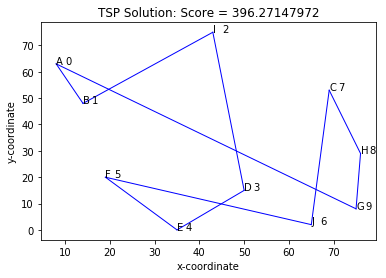 TSP Solution: Score = 396.27147972
I 2
A 0
B 1
C 7
H 8
F 5
D 3
G 9
J 6
E 4
70
60
50
40
30
20
10
0
y-coordinate
10 20 30 40 50 60 70
x-coordinate